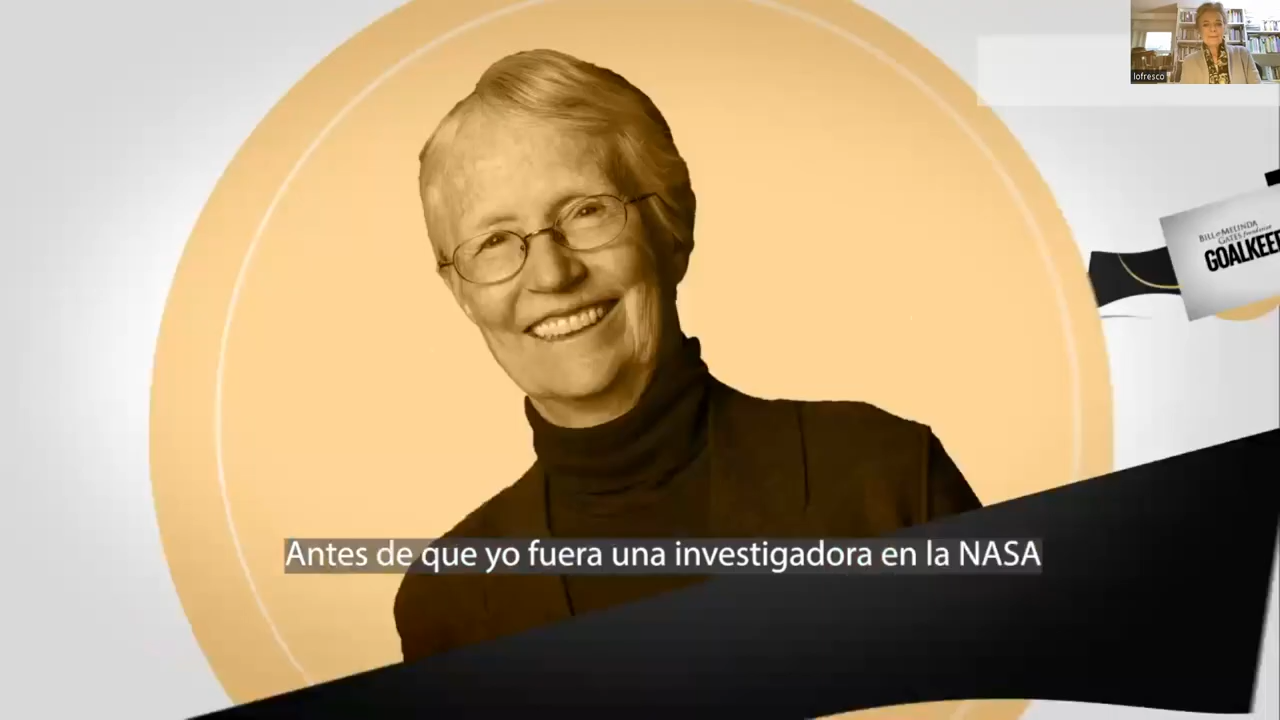 lofresco
BILL & MELINDA
GATES foundation
GOALKEE
Antes de que yo fuera una investigadora en la NASA